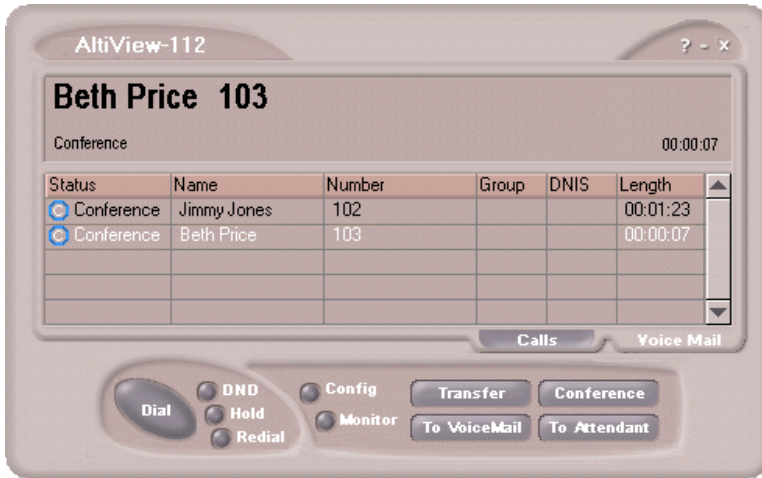 AltiView-112 ? - x
Beth Price 103
Conference 00:00:07
Status Name Number Group DNIS Length
C Conference Jimmy Jones 102 00:01:23
C Conference Beth Price 103 00:00:07
Calls Voice Mail
Dial DND Config Transfer Conference
Hold Monitor To VoiceMail To Attendant
Redial